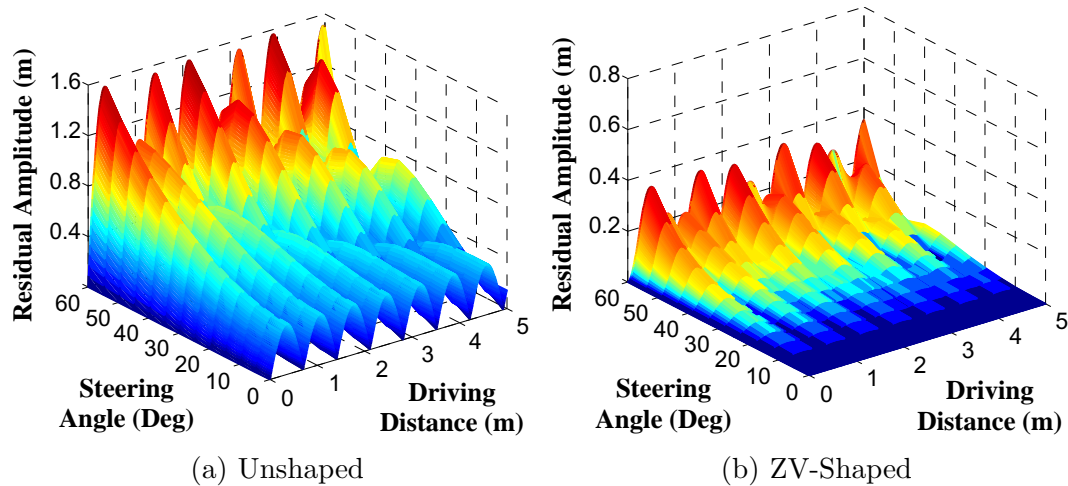 Residual Amplitude (m)
1.6
1.2
0.8
0.4
60
50
40
30
20
10
0
Steering
Angle (Deg)
0
1
2
3
4
5
Driving
Distance (m)
(a) Unshaped
Residual Amplitude (m)
0.8
0.6
0.4
0.2
60
50
40
30
20
10
0
Steering
Angle (Deg)
0
1
2
3
4
5
Driving
Distance (m)
(b) ZV-Shaped